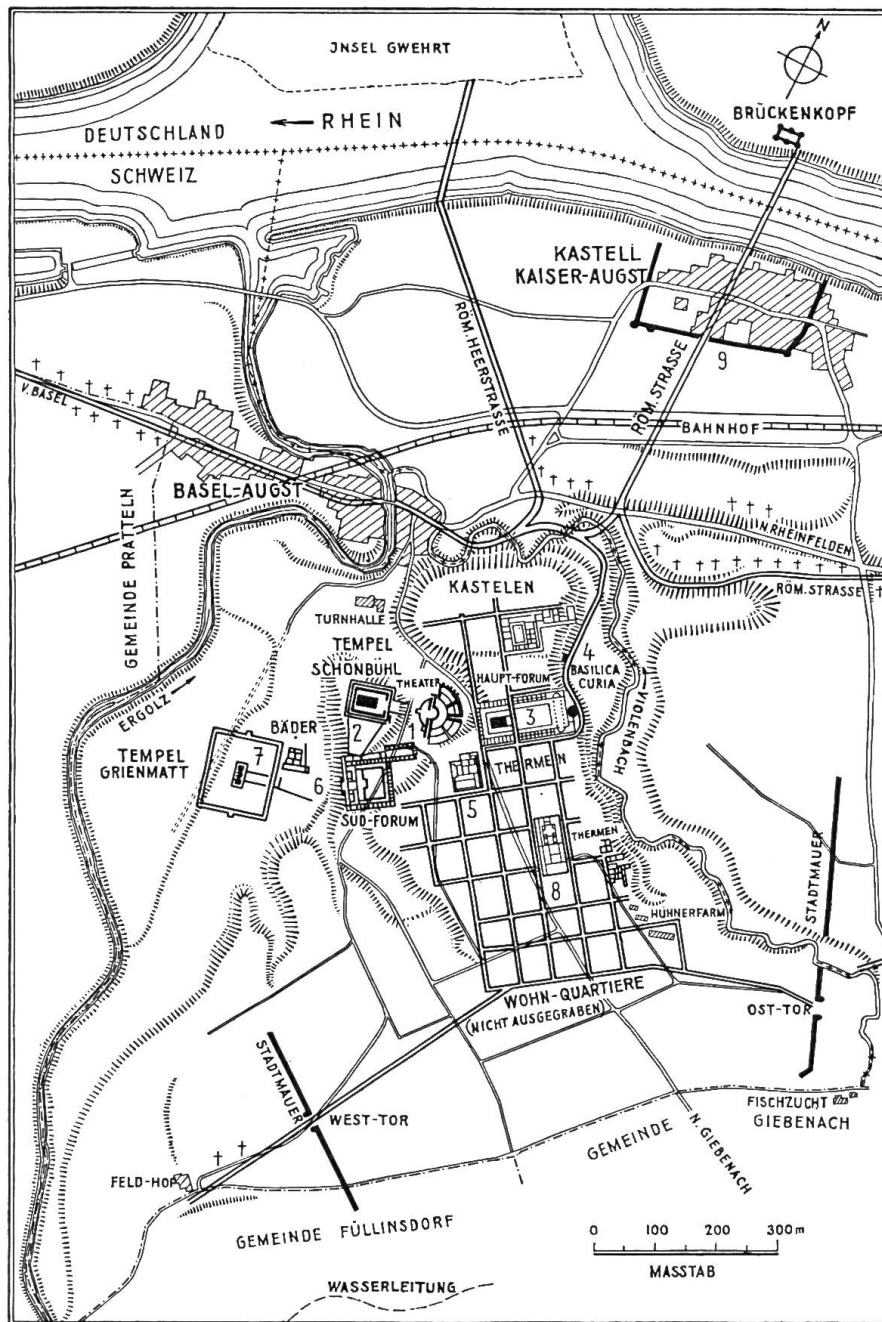 JNSEL GWEHRT
N
BRÜCKENKOPF
DEUTSCHLAND
RHEIN
SCHWEIZ
KASTELL
KAISER-AUGST
9
RÖM. HEERSTRASSE
RÖM. STRASSE
V. BASEL
BAHNHOF
BASEL=AUGST
GEMEINDE PRATTELN
N. RHEINFELDEN
RÖM. STRASSE
KASTELEN
TURNHALLE
TEMPEL
SCHÖNBÜHL
THEATER
HAUPT-FORUM
4
BASILICA
CURIA
VIOLENBACH
ERGOLZ
BÄDER
2
1
3
TEMPEL
GRIENMATT
7
6
SÜD-FORUM
THERMEN
5
THERMEN
8
HÜHNERFARM
STADTMAUER
WOHN-QUARTIERE
(NICHT AUSGEGRABEN)
OST-TOR
STADTMAUER
WEST-TOR
FISCHZUCHT
GIEBENACH
GEMEINDE
N. GIEBENACH
FELD-HOF
GEMEINDE FÜLLINSDORF
0 100 200 300 m
MASSTAB
WASSERLEITUNG